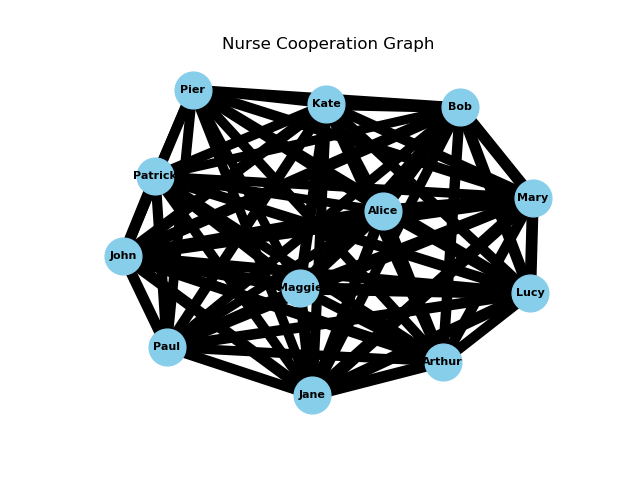 Nurse Cooperation Graph
Pier
Kate
Bob
Patrick
Mary
Alice
John
Maggie
Lucy
Paul
Arthur
Jane